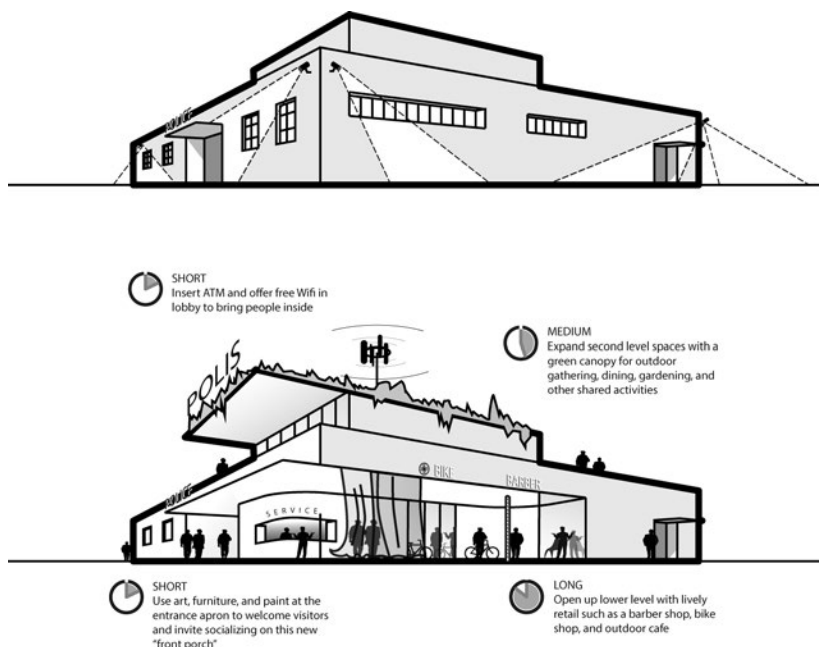 POLICE
SHORT
Insert ATM and offer free Wifi in
lobby to bring people inside
MEDIUM
Expand second level spaces with a
green canopy for outdoor
gathering, dining, gardening, and
other shared activities
POLIS
BIKE
BARBER
POLICE
SERVICE
SHORT
Use art, furniture, and paint at the
entrance apron to welcome visitors
and invite socializing on this new
“front porch”
LONG
Open up lower level with lively
retail such as a barber shop, bike
shop, and outdoor cafe